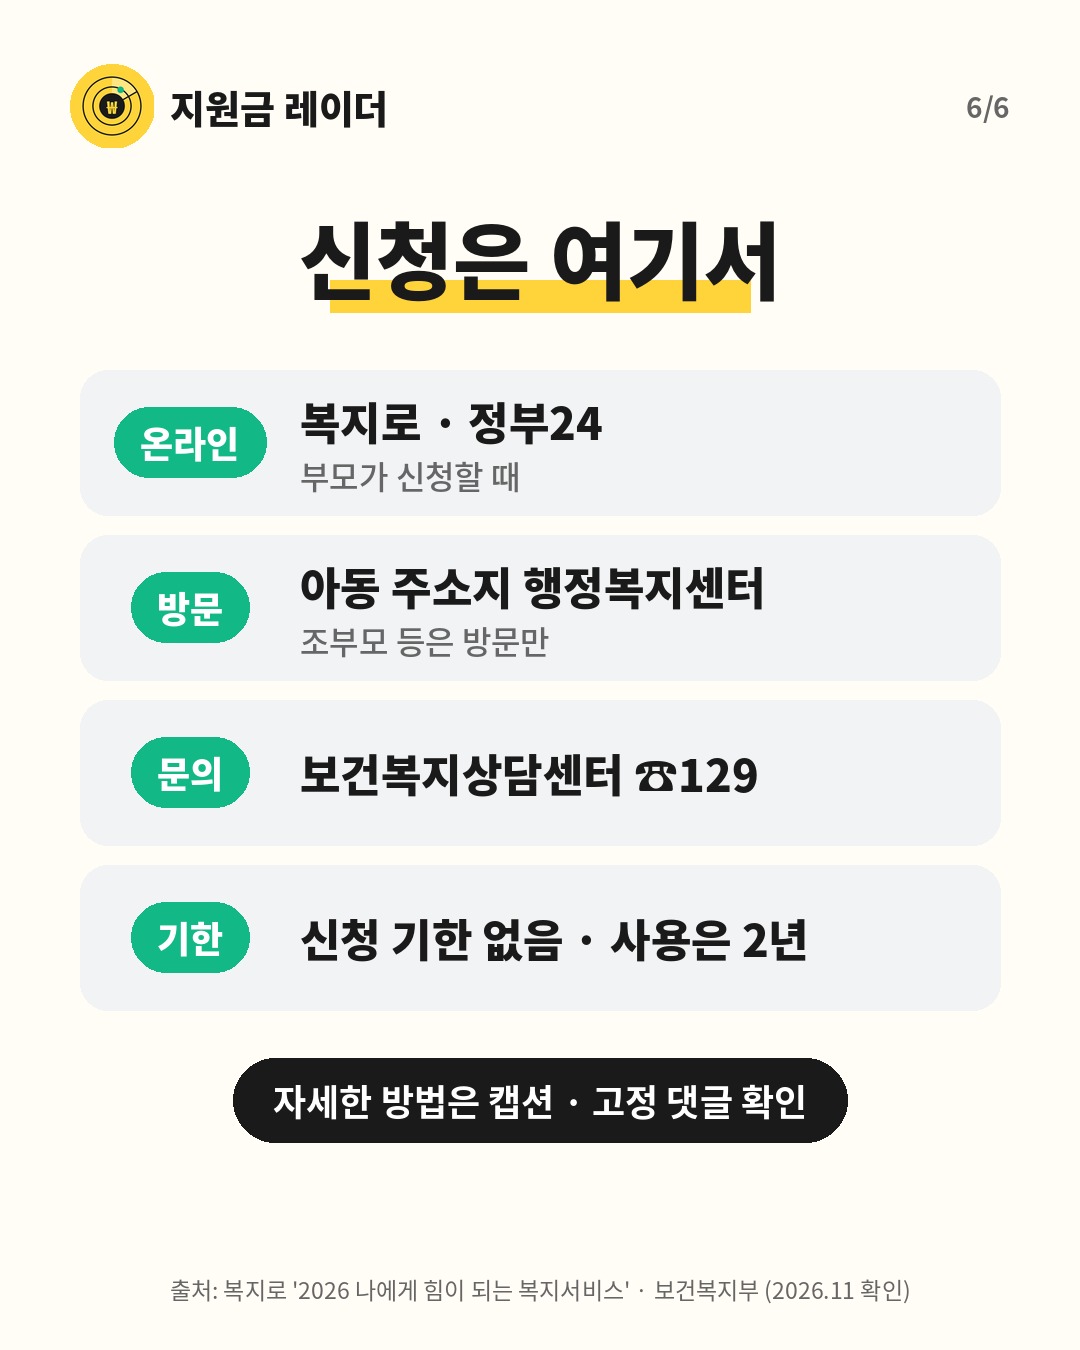 ₩
지원금 레이더
6/6
신청은 여기서
온라인
복지로 · 정부24
부모가 신청할 때
방문
아동 주소지 행정복지센터
조부모 등은 방문만
문의
보건복지상담센터 ☎129
기한
신청 기한 없음 · 사용은 2년
자세한 방법은 캡션 · 고정 댓글 확인
출처: 복지로 '2026 나에게 힘이 되는 복지서비스' · 보건복지부 (2026.11 확인)